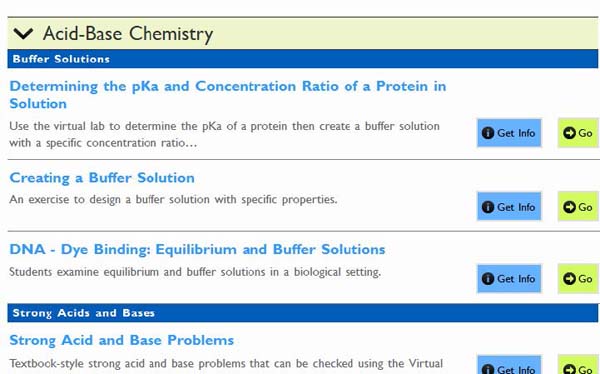 Acid-Base Chemistry
Buffer Solutions
Determining the pKa and Concentration Ratio of a Protein in
Solution
Use the virtual lab to determine the pKa of a protein then create a buffer solution
with a specific concentration ratio…
Get Info
Go
Creating a Buffer Solution
An exercise to design a buffer solution with specific properties.
Get Info
Go
DNA - Dye Binding: Equilibrium and Buffer Solutions
Students examine equilibrium and buffer solutions in a biological setting.
Get Info
Go
Strong Acids and Bases
Strong Acid and Base Problems
Textbook-style strong acid and base problems that can be checked using the Virtual
Get Info
Go